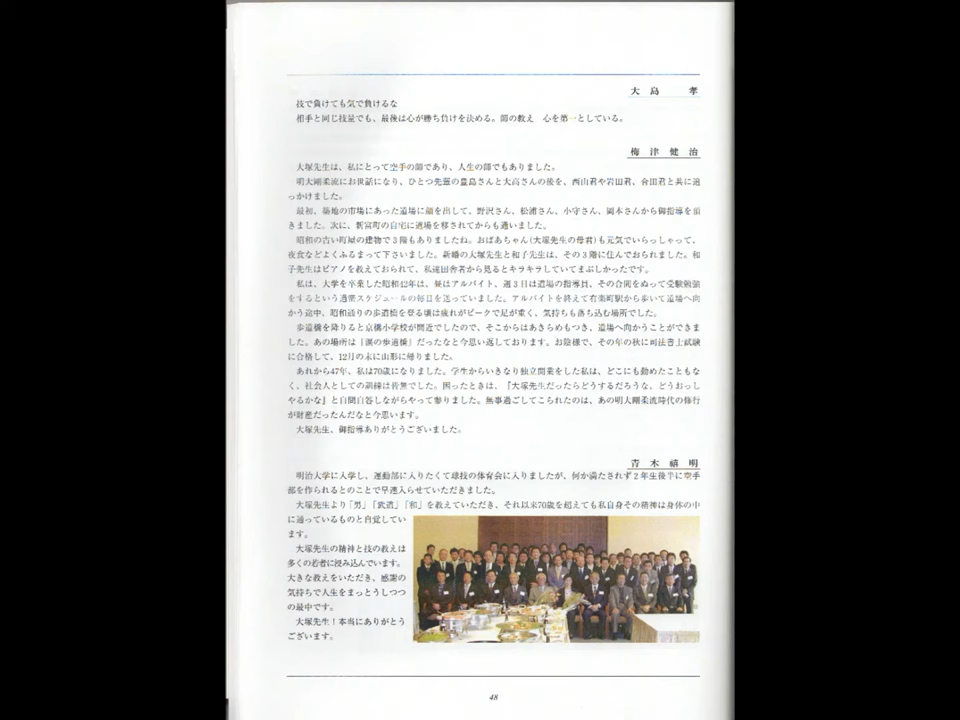 大島 孝
技で負けても気で負けるな
相手と同じ技量でも、最後は心が勝ち負けを決める。師の教え 心を第一としている。
梅津健治
大塚先生は、私にとって空手の師であり、人生の師でもありました。
明大剛柔流にお世話になり、ひとつ先輩の豊島さんと大高さんの後を、西山君や岩田君、合田君と共に追
っかけました。
最初、築地の市場にあった道場に顔を出して、野沢さん、松浦さん、小守さん、岡本さんから御指導を頂
きました。次に、新富町の自宅に道場を移されてからも通いました。
昭和の古い町屋の建物で3階もありましたね。おばあちゃん(大塚先生の母君)も元気でいらっしゃって、
夜食などよくふるまって下さいました。新婚の大塚先生と和子先生は、その3階に住んでおられました。和
子先生はピアノを教えておられて、私達田舎者から見るとキラキラしていてまぶしかったです。
私は、大学を卒業した昭和42年は、昼はアルバイト、週3日は道場の指導員、その合間をぬって受験勉強
をするという過密スケジュールの毎日を送っていました。アルバイトを終えて有楽町駅から歩いて道場へ向
かう途中、昭和通りの歩道橋を登る頃は疲れがピークで足が重く、気持ちも落ち込む場所でした。
歩道橋を降りると京橋小学校が間近でしたので、そこからはあきらめもつき、道場へ向かうことができま
した。あの場所は「涙の歩道橋」だったなと今思い返しております。お陰様で、その年の秋に司法書士試験
に合格して、12月の末に山形に帰りました。
あれから47年、私は70歳になりました。学生からいきなり独立開業をした私は、どこにも勤めたこともな
く、社会人としての訓練は皆無でした。困ったときは、『大塚先生だったらどうするだろうな、どうおっし
やるかな』と自問自答しながらやって参りました。無事過ごしてこられたのは、あの明大剛柔流時代の修行
が財産だったんだなと今思います。
大塚先生、御指導ありがとうございました。
青木禧明
明治大学に入学し、運動部に入りたくて球技の体育会に入りましたが、何か満たされず2年生後半に空手
部を作られるとのことで早速入らせていただきました。
大塚先生より「男」「武道」「和」を教えていただき、それ以来70歳を超えても私自身その精神は身体の中
に通っているものと自覚してい
ます。
大塚先生の精神と技の教えは
多くの若者に浸み込んでいます。
大きな教えをいただき、感謝の
気持ちで人生をまっとうしつつ
の最中です。
大塚先生!本当にありがとう
ございます。
48